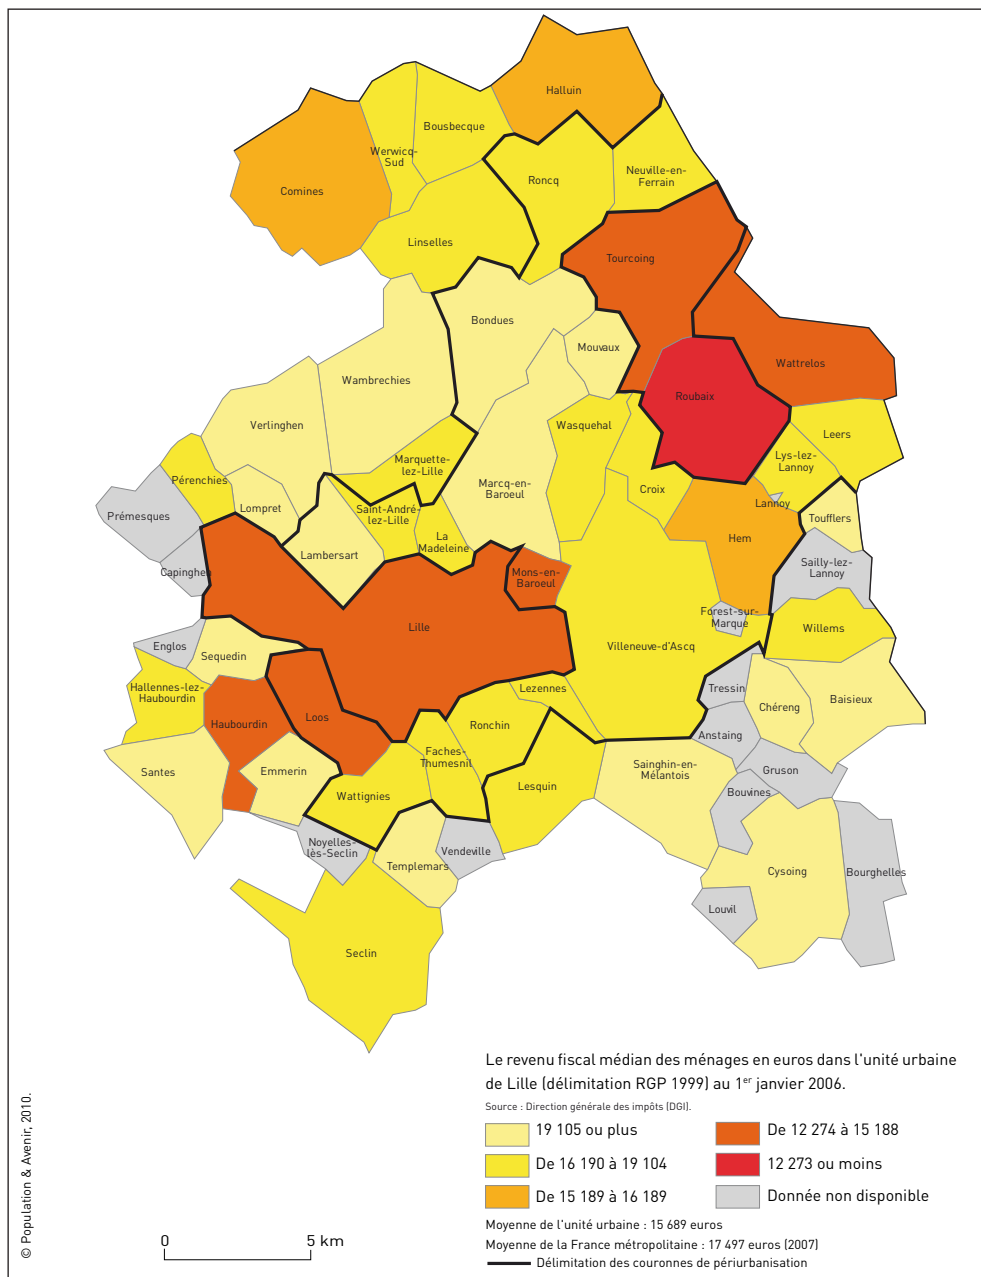 Halluin
Bousbecque
Werwicq-
Sud
Comines
Roncq
Neuville-en-
Ferrain
Linselles
Tourcoing
Bondues
Mouvaux
Wattrelos
Wambrechies
Roubaix
Verlinghen
Wasquehal
Leers
Marquette-
lez-Lille
Lys-lez-
Lannoy
Pérenchies
Marcq-en-
Baroeul
Croix
Lannoy
Prémesques
Lompret
Saint-André-
lez-Lille
Toufflers
La
Madeleine
Hem
Lambersart
Capinghem
Mons-en-
Baroeul
Sailly-lez-
Lannoy
Forest-sur-
Marque
Lille
Willems
Englos
Sequedin
Villeneuve-d'Ascq
Hallennes-lez-
Haubourdin
Lezennes
Tressin
Baisieux
Chéreng
Haubourdin
Loos
Ronchin
Anstaing
Faches-
Thumesnil
Santes
Emmerin
Sainghin-en-
Mélantois
Gruson
Wattignies
Lesquin
Bouvines
Noyelles-
lès-Seclin
Vendeville
Templemars
Cysoing
Bourghelles
Louvil
Seclin
Le revenu fiscal médian des ménages en euros dans l'unité urbaine
de Lille (délimitation RGP 1999) au 1er janvier 2006.
Source : Direction générale des impôts (DGI).
19 105 ou plus
De 16 190 à 19 104
De 15 189 à 16 189
De 12 274 à 15 188
12 273 ou moins
Donnée non disponible
Moyenne de l'unité urbaine : 15 689 euros
Moyenne de la France métropolitaine : 17 497 euros (2007)
Délimitation des couronnes de périurbanisation
0 5 km
© Population & Avenir, 2010.